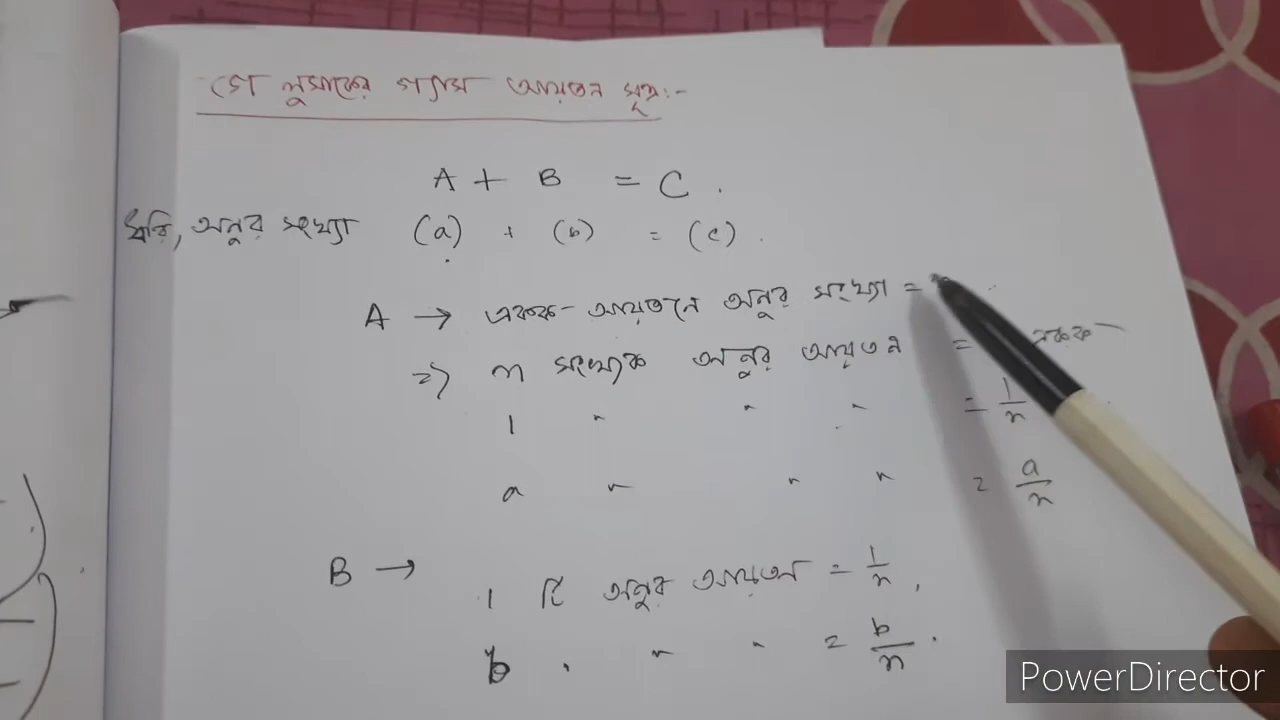 গে লুসাকের গ্যাস আয়তন সূত্র:-
A + B = C .
ধরি, অনুর সংখ্যা (a) + (b) = (c) .
A → একক আয়তনে অনুর সংখ্যা =
=> n সংখ্যক অনুর আয়তন = একক
1 " " " = 1/n
a " " " = a/n
B →
1 টি অনুর আয়তন = 1/n ,
b " " " = b/n .
PowerDirector